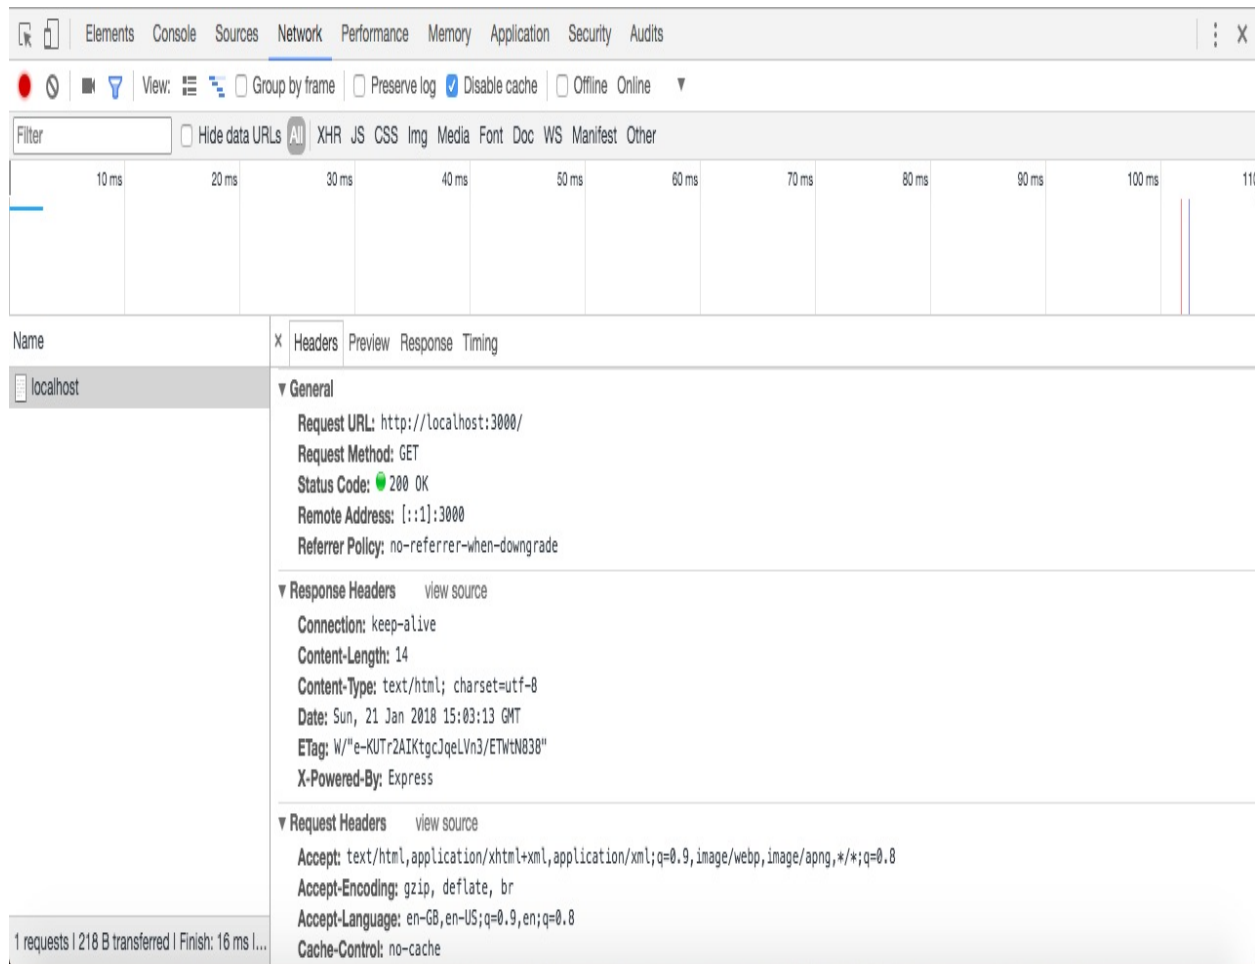 Elements Console Sources Network Performance Memory Application Security Audits
View: Group by frame Preserve log Disable cache Offline Online
Filter Hide data URLs All XHR JS CSS Img Media Font Doc WS Manifest Other
10 ms 20 ms 30 ms 40 ms 50 ms 60 ms 70 ms 80 ms 90 ms 100 ms 110
Name
localhost
1 requests | 218 B transferred | Finish: 16 ms |...
× Headers Preview Response Timing
General
Request URL: http://localhost:3000/
Request Method: GET
Status Code: 200 OK
Remote Address: [::1]:3000
Referrer Policy: no-referrer-when-downgrade
Response Headers view source
Connection: keep-alive
Content-Length: 14
Content-Type: text/html; charset=utf-8
Date: Sun, 21 Jan 2018 15:03:13 GMT
ETag: W/"e-KUTr2AIKtgcJqeLVn3/ETWtN838"
X-Powered-By: Express
Request Headers view source
Accept: text/html,application/xhtml+xml,application/xml;q=0.9,image/webp,image/apng,*/*;q=0.8
Accept-Encoding: gzip, deflate, br
Accept-Language: en-GB,en-US;q=0.9,en;q=0.8
Cache-Control: no-cache